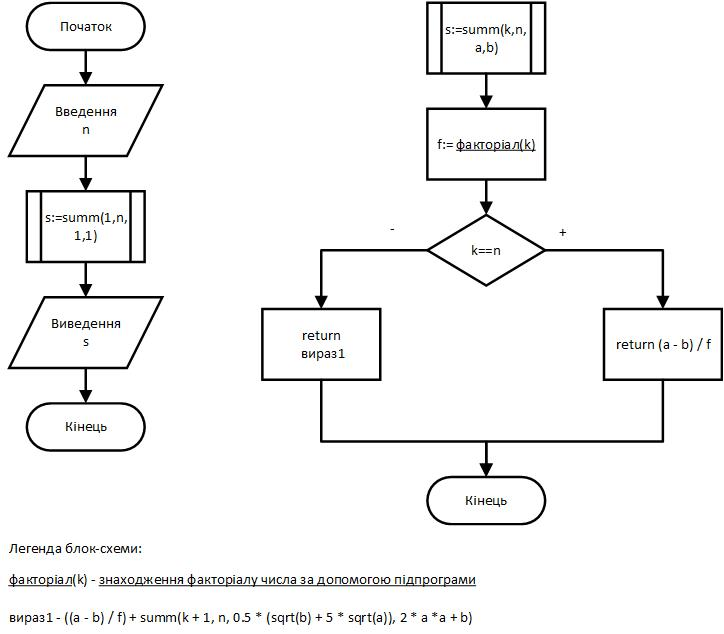 Початок
Введення
n
s:=summ(1,n,
1,1)
Виведення
s
Кінець
s:=summ(k,n,
a,b)
f:= факторіал(k)
k==n
-
+
return
вираз1
return (a - b) / f
Кінець
Легенда блок-схеми:
факторіал(k) - знаходження факторіалу числа за допомогою підпрограми
вираз1 - ((a - b) / f) + summ(k + 1, n, 0.5 * (sqrt(b) + 5 * sqrt(a)), 2 * a *a + b)